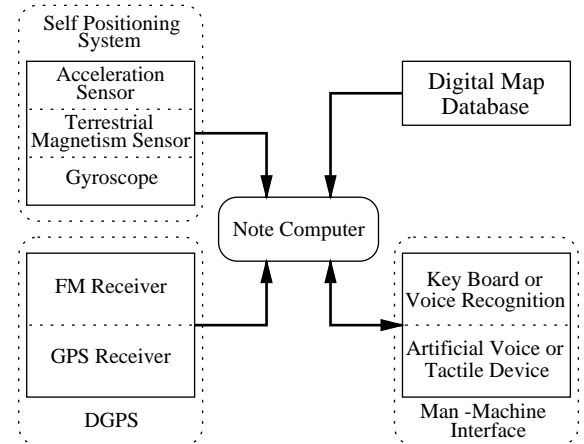 Self Positioning
System
Acceleration
Sensor
Terrestrial
Magnetism Sensor
Gyroscope
Digital Map
Database
Note Computer
FM Receiver
GPS Receiver
DGPS
Key Board or
Voice Recognition
Artificial Voice or
Tactile Device
Man -Machine
Interface